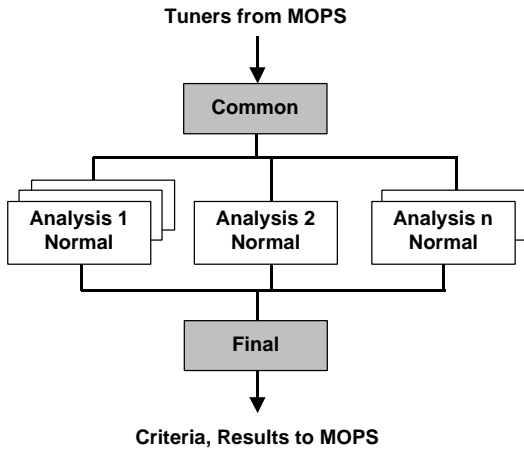 Tuners from MOPS
Common
Analysis 1
Normal
Analysis 2
Normal
Analysis n
Normal
Final
Criteria, Results to MOPS